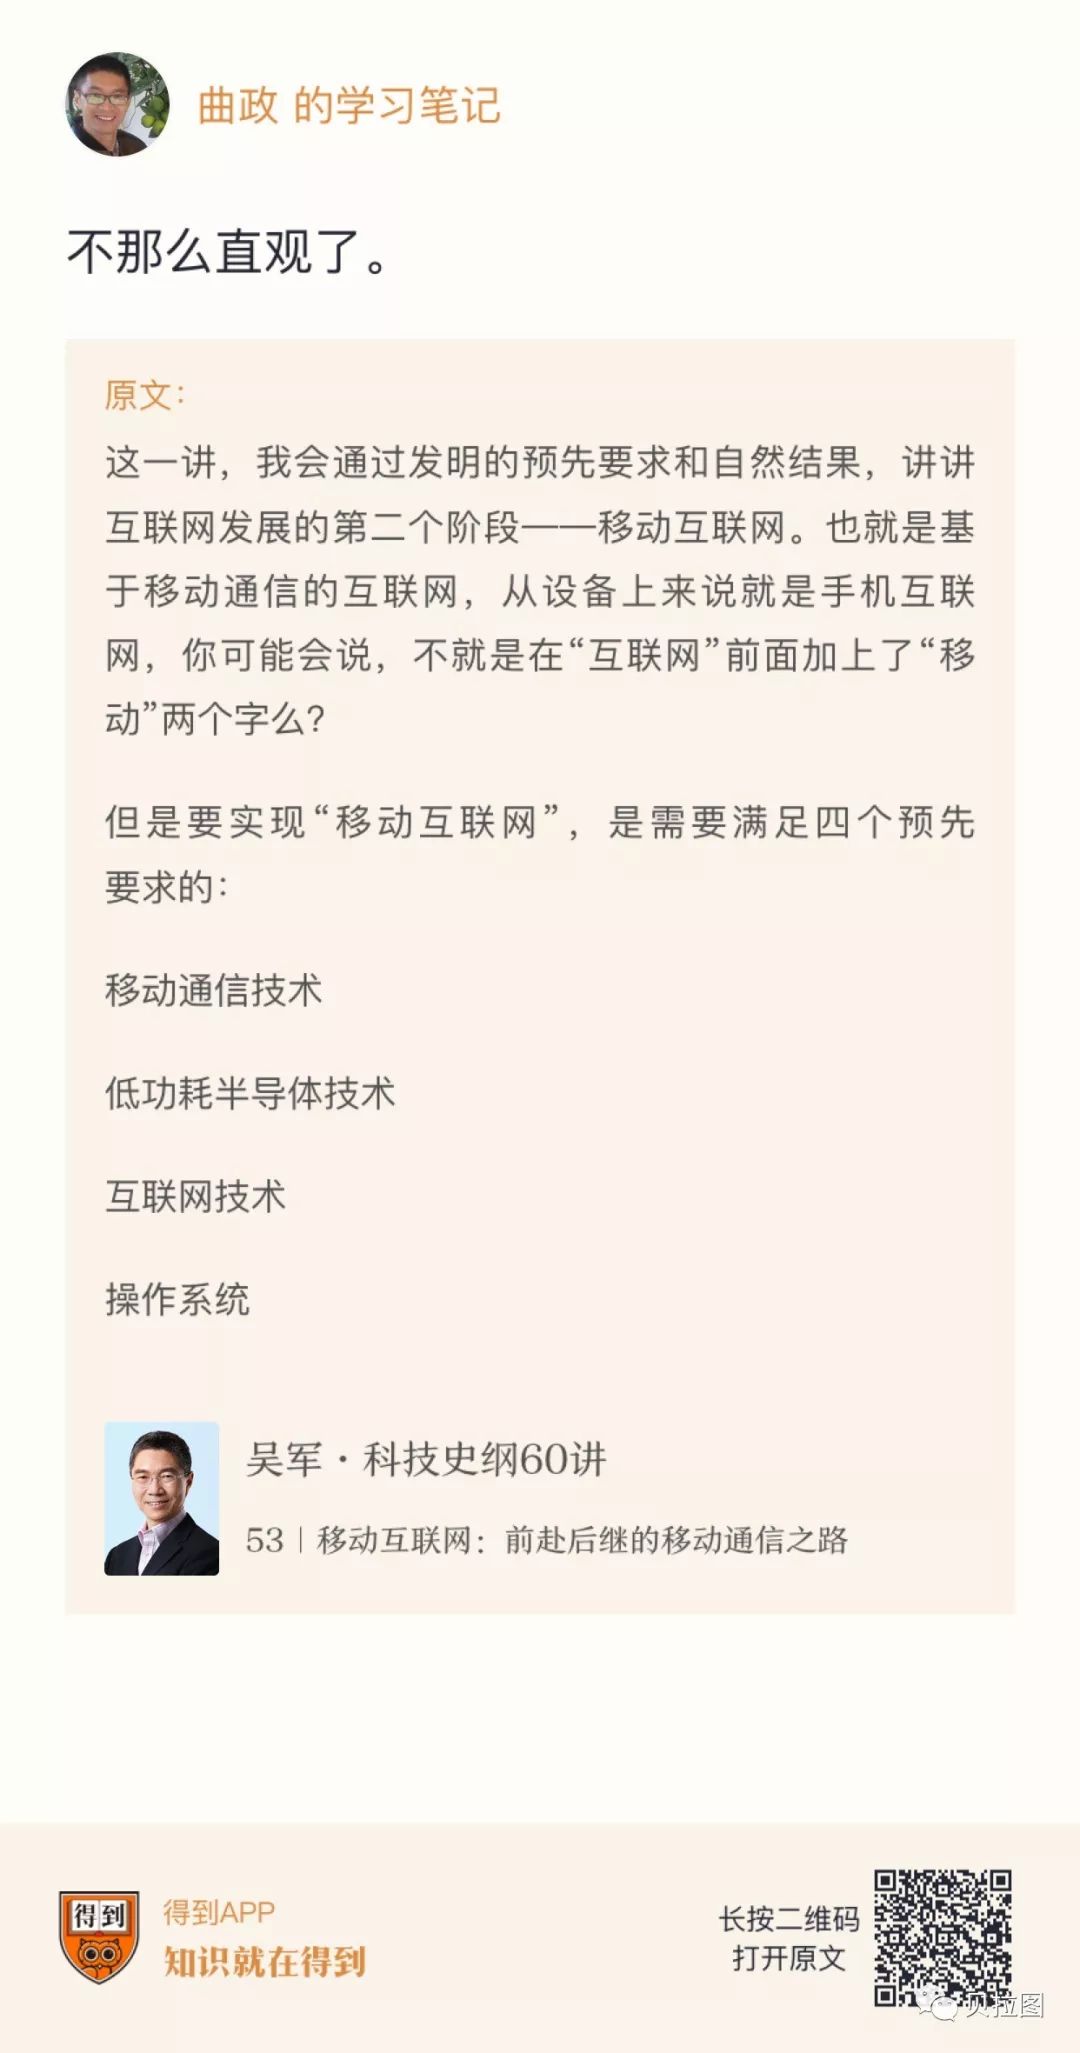 曲政 的学习笔记
不那么直观了。
原文：
这一讲，我会通过发明的预先要求和自然结果，讲讲
互联网发展的第二个阶段——移动互联网。也就是基
于移动通信的互联网，从设备上来说就是手机互联
网，你可能会说，不就是在“互联网”前面加上了“移
动”两个字么？
但是要实现“移动互联网”，是需要满足四个预先
要求的：
移动通信技术
低功耗半导体技术
互联网技术
操作系统
吴军·科技史纲60讲
53｜移动互联网：前赴后继的移动通信之路
得到
得到APP
知识就在得到
长按二维码
打开原文
贝拉图